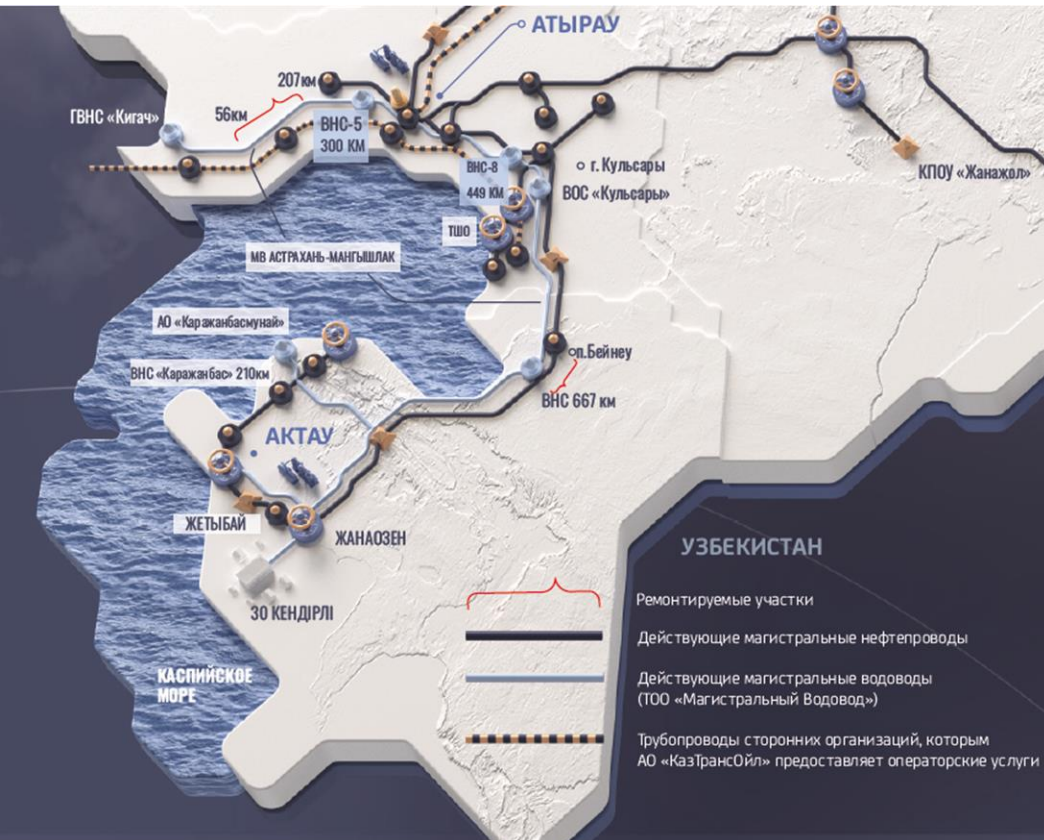 АТЫРАУ
207км
56км
ГВНС «Кигач»
ВНС-5
300 КМ
ВНС-8
449 КМ
г. Кульсары
ВОС «Кульсары»
КПОУ «Жанажол»
ТШО
МВ АСТРАХАНЬ-МАНГЫШЛАК
АО «Каражанбасмунай»
ВНС «Каражанбас» 210км
п.Бейнеу
ВНС 667 км
АКТАУ
ЖЕТЫБАЙ
ЖАНАОЗЕН
ЗО КЕНДІРЛІ
КАСПИЙСКОЕ
МОРЕ
УЗБЕКИСТАН
Ремонтируемые участки
Действующие магистральные нефтепроводы
Действующие магистральные водоводы
(ТОО «Магистральный Водовод»)
Трубопроводы сторонних организаций, которым
АО «КазТрансОйл» предоставляет операторские услуги